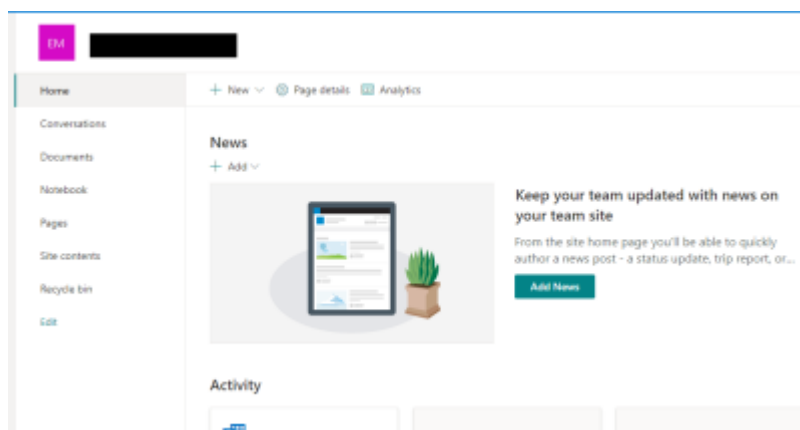 EM
Home
New
Page details
Analytics
Conversations
Documents
Notebook
Pages
Site contents
Recycle bin
Edit
News
Add
Keep your team updated with news on
your team site
From the site home page you'll be able to quickly
author a news post - a status update, trip report, or...
Add News
Activity